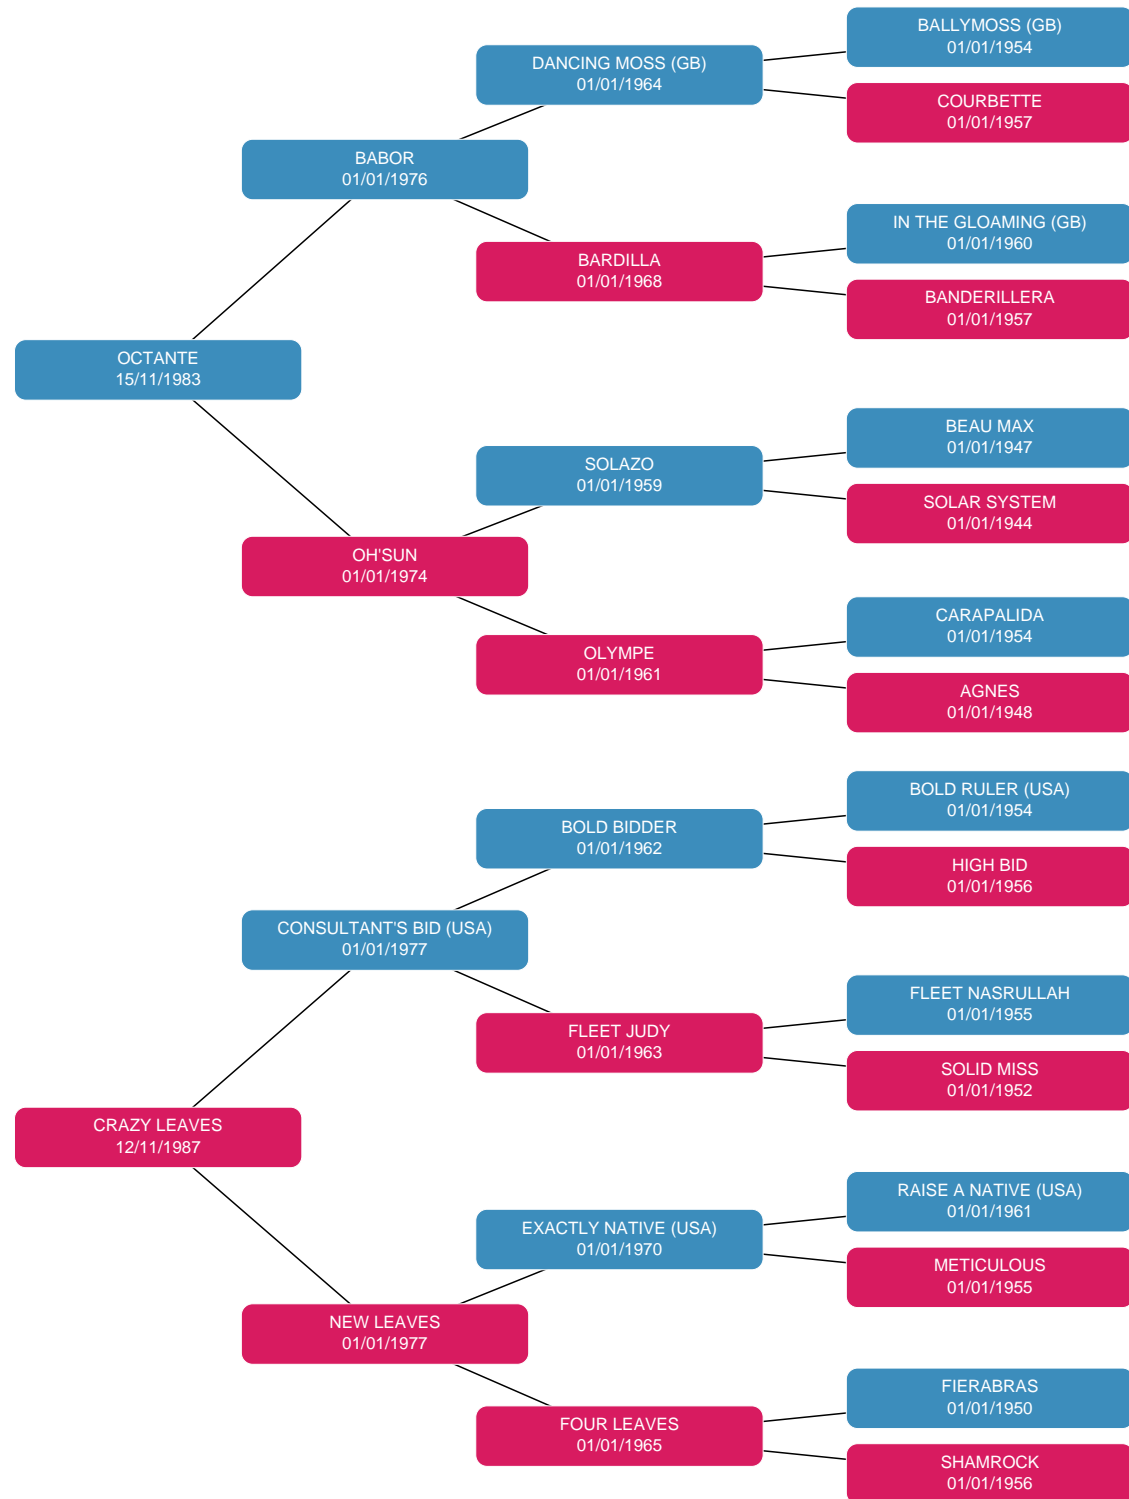 BALLYMOSS (GB)
01/01/1954
DANCING MOSS (GB)
01/01/1964
COURBETTE
01/01/1957
BABOR
01/01/1976
IN THE GLOAMING (GB)
01/01/1960
BARDILLA
01/01/1968
BANDERILLERA
01/01/1957
OCTANTE
15/11/1983
BEAU MAX
01/01/1947
SOLAZO
01/01/1959
SOLAR SYSTEM
01/01/1944
OH'SUN
01/01/1974
CARAPALIDA
01/01/1954
OLYMPE
01/01/1961
AGNES
01/01/1948
BOLD RULER (USA)
01/01/1954
BOLD BIDDER
01/01/1962
HIGH BID
01/01/1956
CONSULTANT'S BID (USA)
01/01/1977
FLEET NASRULLAH
01/01/1955
FLEET JUDY
01/01/1963
SOLID MISS
01/01/1952
CRAZY LEAVES
12/11/1987
RAISE A NATIVE (USA)
01/01/1961
EXACTLY NATIVE (USA)
01/01/1970
METICULOUS
01/01/1955
NEW LEAVES
01/01/1977
FIERABRAS
01/01/1950
FOUR LEAVES
01/01/1965
SHAMROCK
01/01/1956